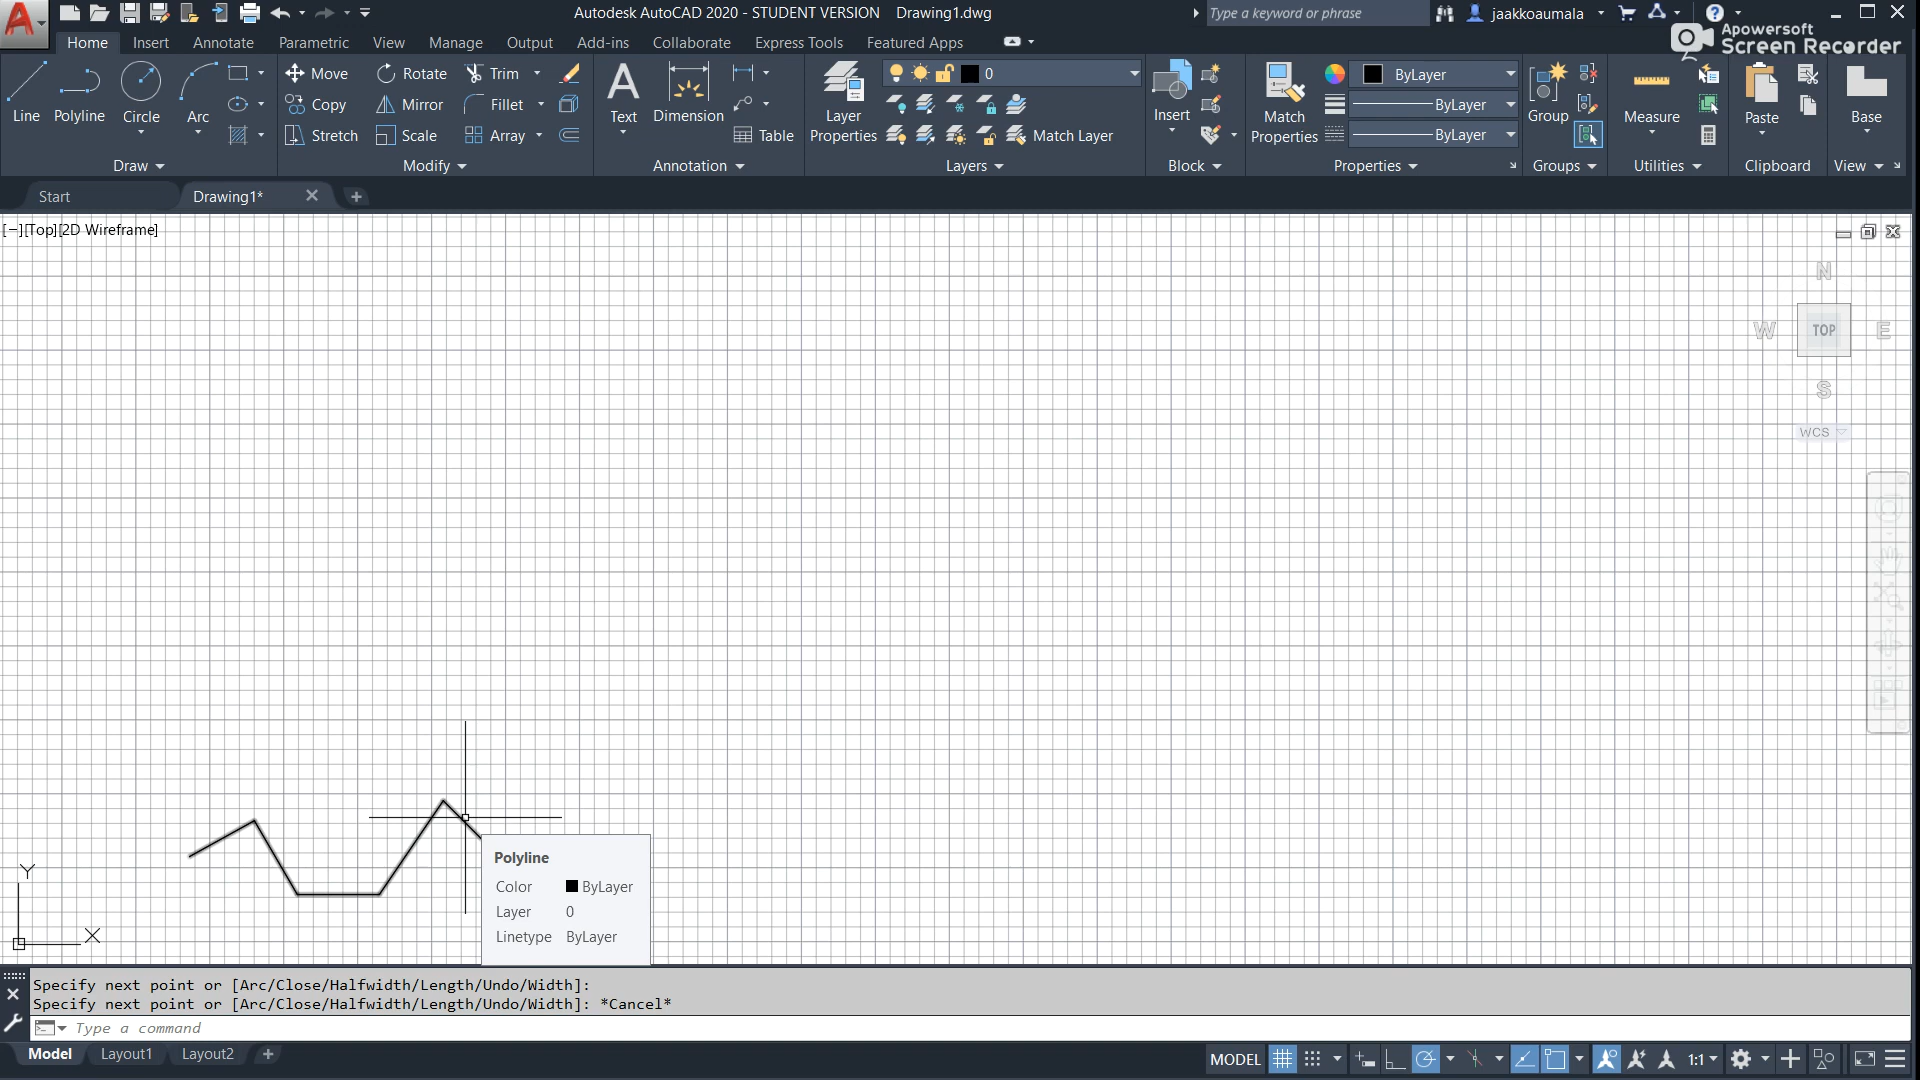 Autodesk AutoCAD 2020 - STUDENT VERSION Drawing1.dwg
Type a keyword or phrase
jaakkoaumala
Apowersoft
Screen Recorder
Home Insert Annotate Parametric View Manage Output Add-ins Collaborate Express Tools Featured Apps
Line Polyline Circle Arc
Move Rotate Trim
Copy Mirror Fillet
Stretch Scale Array
Text Dimension Table
Layer Properties
0
Match Layer
Insert
Match Properties
ByLayer
ByLayer
ByLayer
Group
Measure
Paste
Base
Draw Modify Annotation Layers Block Properties Groups Utilities Clipboard View
Start Drawing1*
[−][Top][2D Wireframe]
N
W TOP E
S
WCS
Polyline
Color ByLayer
Layer 0
Linetype ByLayer
Y
X
Specify next point or [Arc/Close/Halfwidth/Length/Undo/Width]:
Specify next point or [Arc/Close/Halfwidth/Length/Undo/Width]: *Cancel*
Type a command
Model Layout1 Layout2
MODEL 1:1